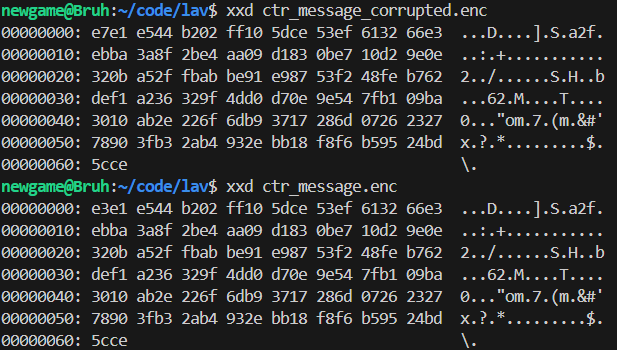 newgame@Bruh:~/code/lav$ xxd ctr_message_corrupted.enc
00000000: e7e1 e544 b202 ff10 5dce 53ef 6132 66e3  ...D....].S.a2f.
00000010: ebba 3a8f 2be4 aa09 d183 0be7 10d2 9e0e  ..:.+...........
00000020: 320b a52f fbab be91 e987 53f2 48fe b762  2../......S.H..b
00000030: def1 a236 329f 4dd0 d70e 9e54 7fb1 09ba  ...62.M....T....
00000040: 3010 ab2e 226f 6db9 3717 286d 0726 2327  0..."om.7.(m.&#'
00000050: 7890 3fb3 2ab4 932e bb18 f8f6 b595 24bd  x.?.*.........$.
00000060: 5cce                                     \.
newgame@Bruh:~/code/lav$ xxd ctr_message.enc
00000000: e3e1 e544 b202 ff10 5dce 53ef 6132 66e3  ...D....].S.a2f.
00000010: ebba 3a8f 2be4 aa09 d183 0be7 10d2 9e0e  ..:.+...........
00000020: 320b a52f fbab be91 e987 53f2 48fe b762  2../......S.H..b
00000030: def1 a236 329f 4dd0 d70e 9e54 7fb1 09ba  ...62.M....T....
00000040: 3010 ab2e 226f 6db9 3717 286d 0726 2327  0..."om.7.(m.&#'
00000050: 7890 3fb3 2ab4 932e bb18 f8f6 b595 24bd  x.?.*.........$.
00000060: 5cce                                     \.